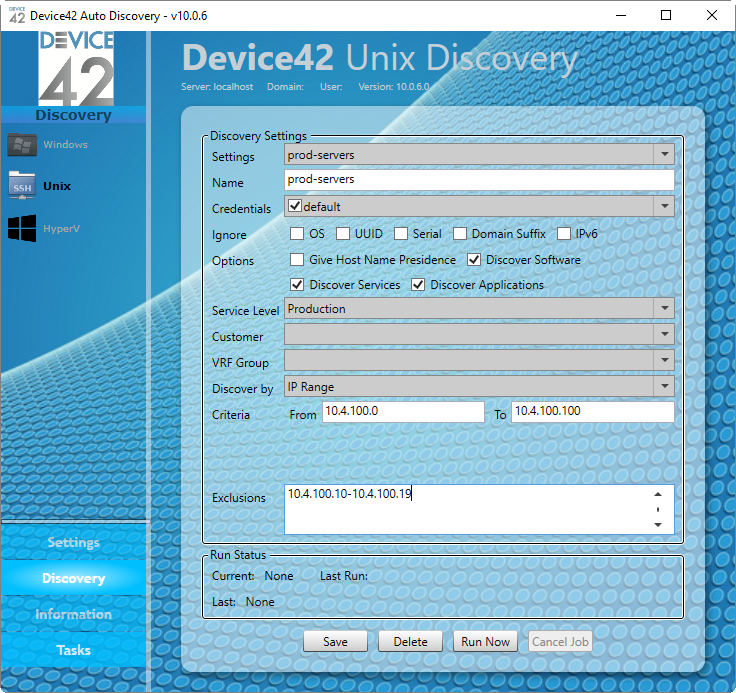 Device42 Auto Discovery - v10.0.6
DEVICE
42
Discovery
Windows
SSH
Unix
HyperV
Device42 Unix Discovery
Server: localhost Domain: User: Version: 10.0.6.0
Discovery Settings
Settings prod-servers
Name prod-servers
Credentials default
Ignore OS UUID Serial Domain Suffix IPv6
Options Give Host Name Presidence Discover Software
Discover Services Discover Applications
Service Level Production
Customer
VRF Group
Discover by IP Range
Criteria From 10.4.100.0 To 10.4.100.100
Exclusions 10.4.100.10-10.4.100.19
Run Status
Current: None Last Run:
Last: None
Save Delete Run Now Cancel Job
Settings
Discovery
Information
Tasks